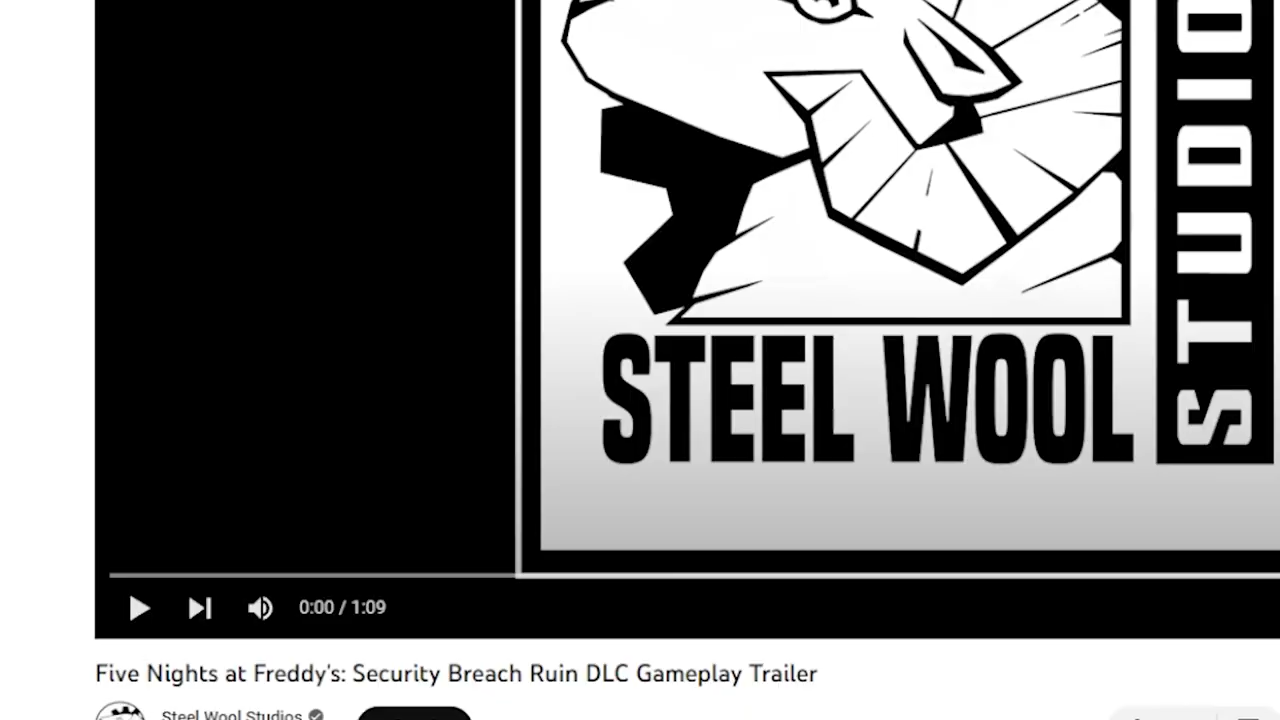 STUDIO
STEEL WOOL
0:00 / 1:09
Five Nights at Freddy's: Security Breach Ruin DLC Gameplay Trailer
Steel Wool Studios